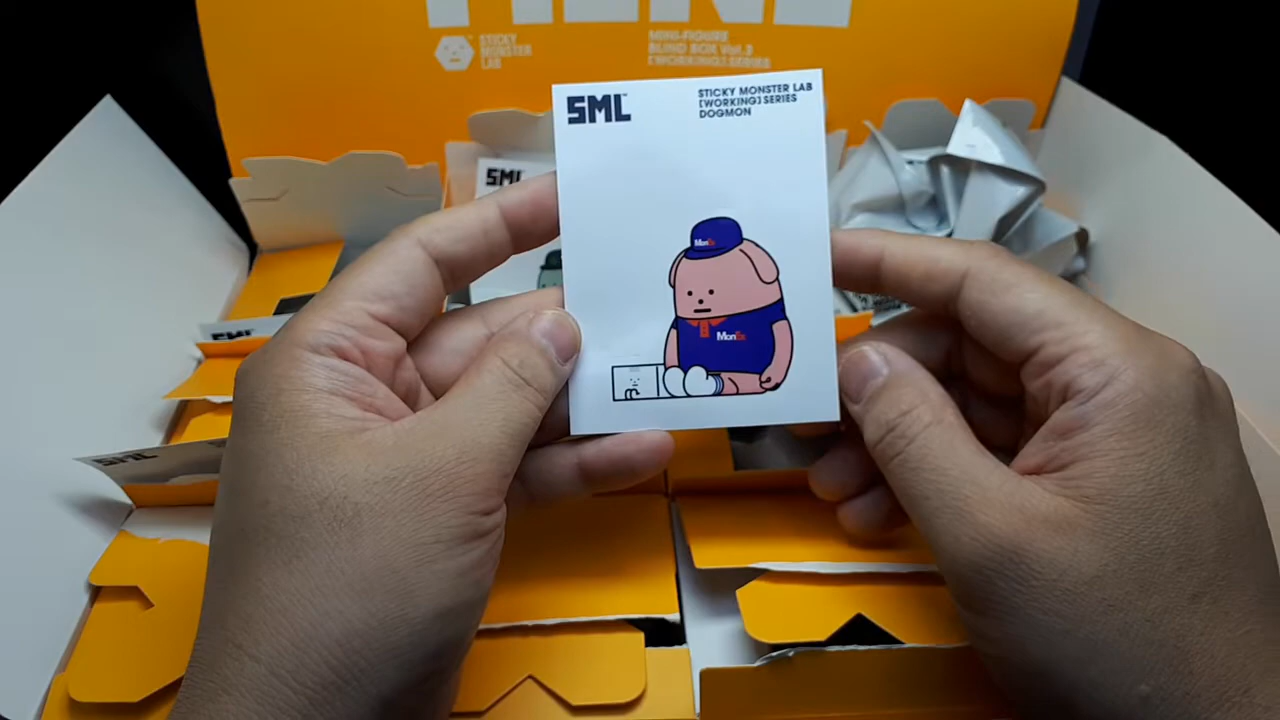 STICKY
MONSTER
LAB
MINI-FIGURE
BLIND BOX Vol.3
[WORKING] SERIES
SML
STICKY MONSTER LAB
[WORKING] SERIES
DOGMON
SML
MonEx
MonEx
SML
SML